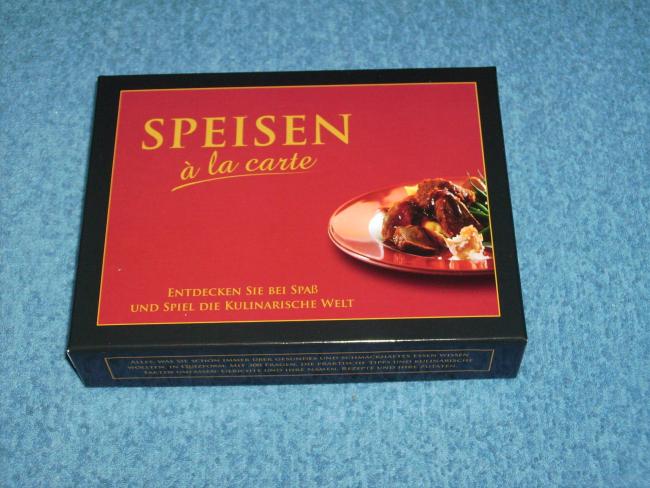 SPEISEN
à la carte
ENTDECKEN SIE BEI SPAß
UND SPIEL DIE KULINARISCHE WELT
ALLES, WAS SIE SCHON IMMER ÜBER GESUNDES UND SCHMACKHAFTES ESSEN WISSEN
WOLLTEN, IN QUIZFORM. MIT 300 FRAGEN, DIE PRAKTISCHE TIPPS UND KULINARISCHE
FAKTEN UMFASSEN: GERICHTE UND IHRE NAMEN, REZEPTE UND IHRE ZUTATEN.